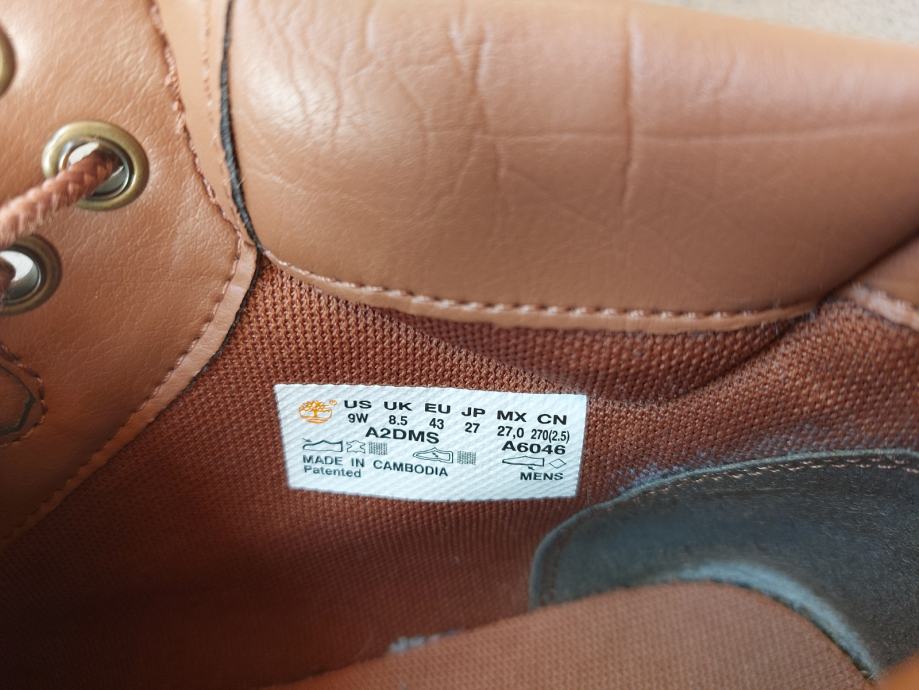 US UK EU JP MX CN
9W 8.5 43 27 27,0 270(2.5)
A2DMS A6046
MADE IN CAMBODIA
Patented MENS